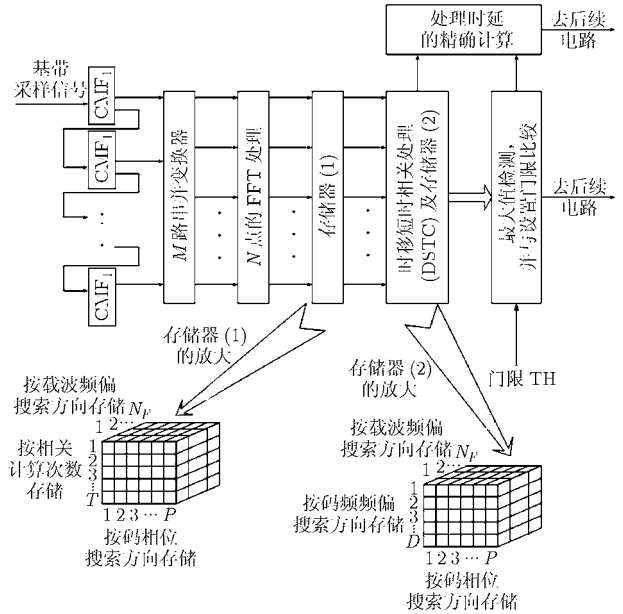 处理时延
的精确计算
去后续
电路
基带
采样信号
CMF₁
CMF₁
CMF₁
M 路串并变换器
N 点的 FFT 处理
存储器 (1)
时移短时相关处理
(DSTC) 及存储器 (2)
最大值检测，
并与设置门限比较
去后续
电路
门限 TH
存储器 (1)
的放大
存储器 (2)
的放大
按载波频偏
搜索方向存储 N_F
1 2···
按相关
计算次数
存储
1
2
3
⋮
T
1 2 3 ··· P
按码相位
搜索方向存储
按载波频偏
搜索方向存储 N_F
1 2···
按码频频偏
搜索方向存储
1
2
3
⋮
D
1 2 3 ··· P
按码相位
搜索方向存储